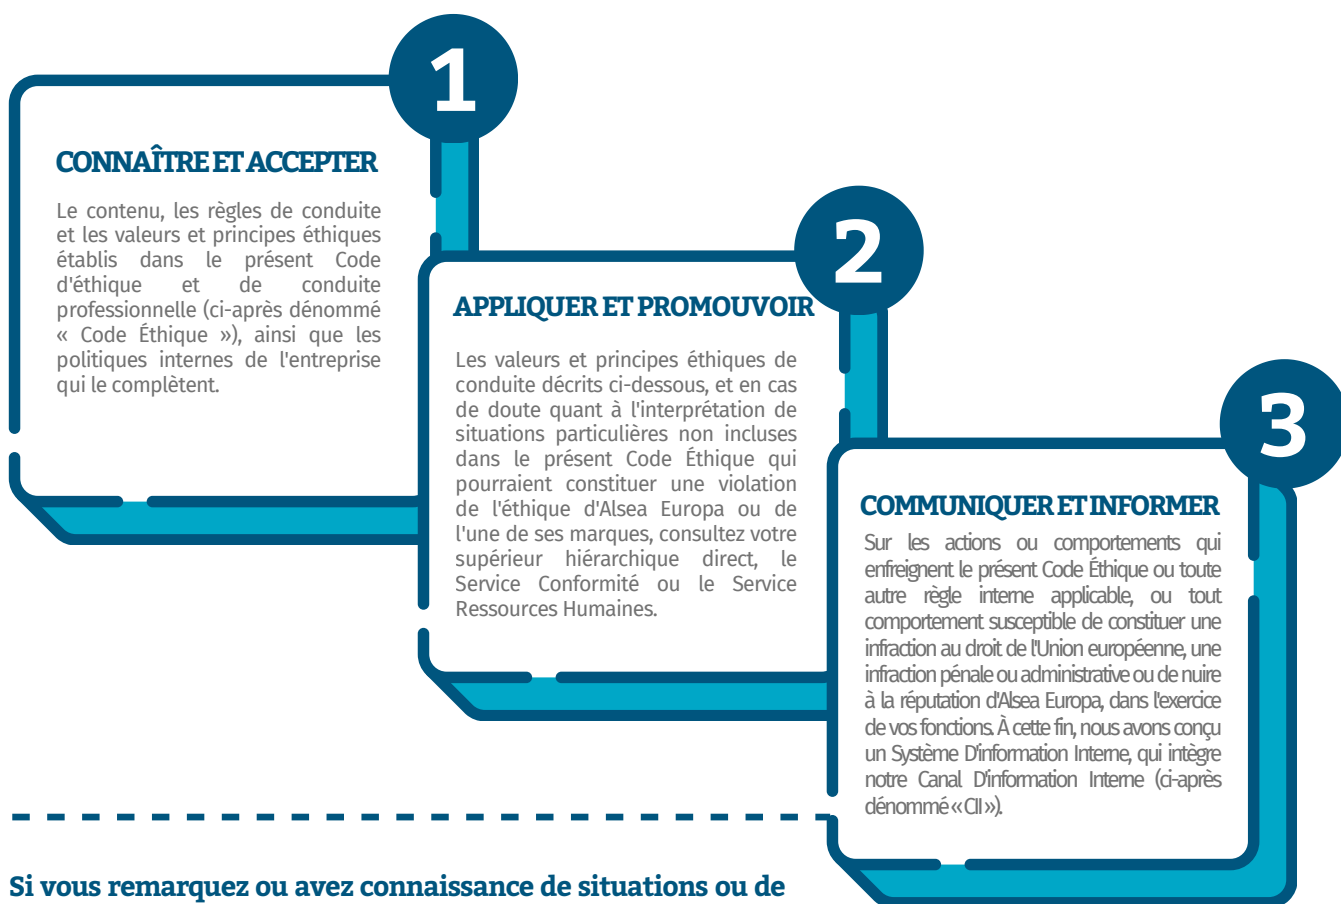 1
CONNAÎTRE ET ACCEPTER
Le contenu, les règles de conduite
et les valeurs et principes éthiques
établis dans le présent Code
d'éthique et de conduite
professionnelle (ci-après dénommé
« Code Éthique »), ainsi que les
politiques internes de l'entreprise
qui le complètent.
2
APPLIQUER ET PROMOUVOIR
Les valeurs et principes éthiques de
conduite décrits ci-dessous, et en cas
de doute quant à l'interprétation de
situations particulières non incluses
dans le présent Code Éthique qui
pourraient constituer une violation
de l'éthique d'Alsea Europa ou de
l'une de ses marques, consultez votre
supérieur hiérarchique direct, le
Service Conformité ou le Service
Ressources Humaines.
3
COMMUNIQUER ET INFORMER
Sur les actions ou comportements qui
enfreignent le présent Code Éthique ou toute
autre règle interne applicable, ou tout
comportement susceptible de constituer une
infraction au droit de l'Union européenne, une
infraction pénale ou administrative ou de nuire
à la réputation d'Alsea Europa, dans l'exercice
de vos fonctions. À cette fin, nous avons conçu
un Système D'information Interne, qui intègre
notre Canal D'information Interne (ci-après
dénommé « CII »).
Si vous remarquez ou avez connaissance de situations ou de